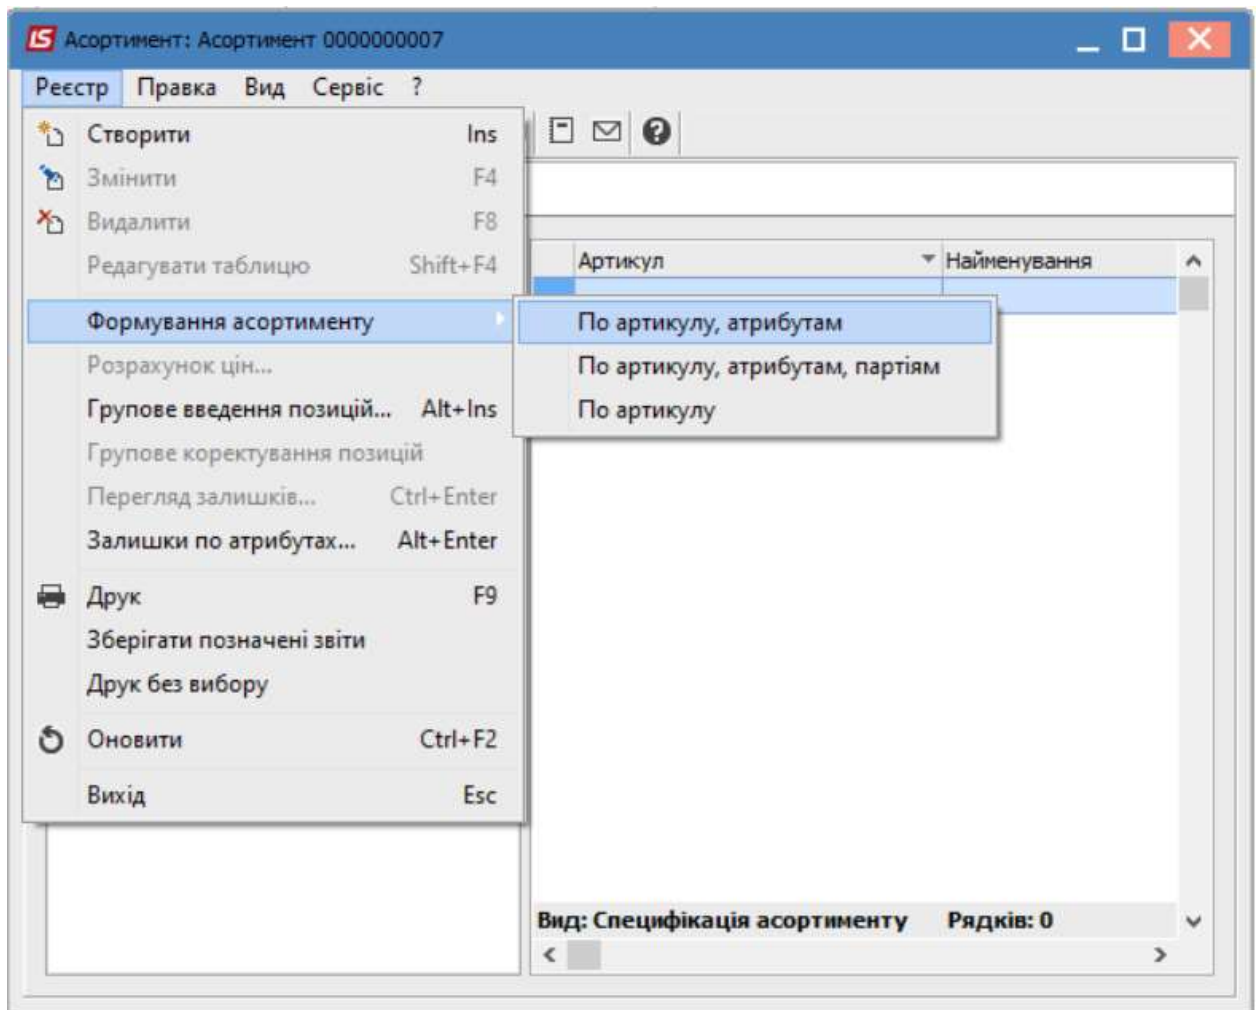 Асортимент: Асортимент 0000000007
Реєстр Правка Вид Сервіс ?
Створити Ins
Змінити F4
Видалити F8
Редагувати таблицю Shift+F4
Формування асортименту
Розрахунок цін...
Групове введення позицій... Alt+Ins
Групове коректування позицій
Перегляд залишків... Ctrl+Enter
Залишки по атрибутах... Alt+Enter
Друк F9
Зберігати позначені звіти
Друк без вибору
Оновити Ctrl+F2
Вихід Esc
Артикул Найменування
По артикулу, атрибутам
По артикулу, атрибутам, партіям
По артикулу
Вид: Специфікація асортименту Рядків: 0